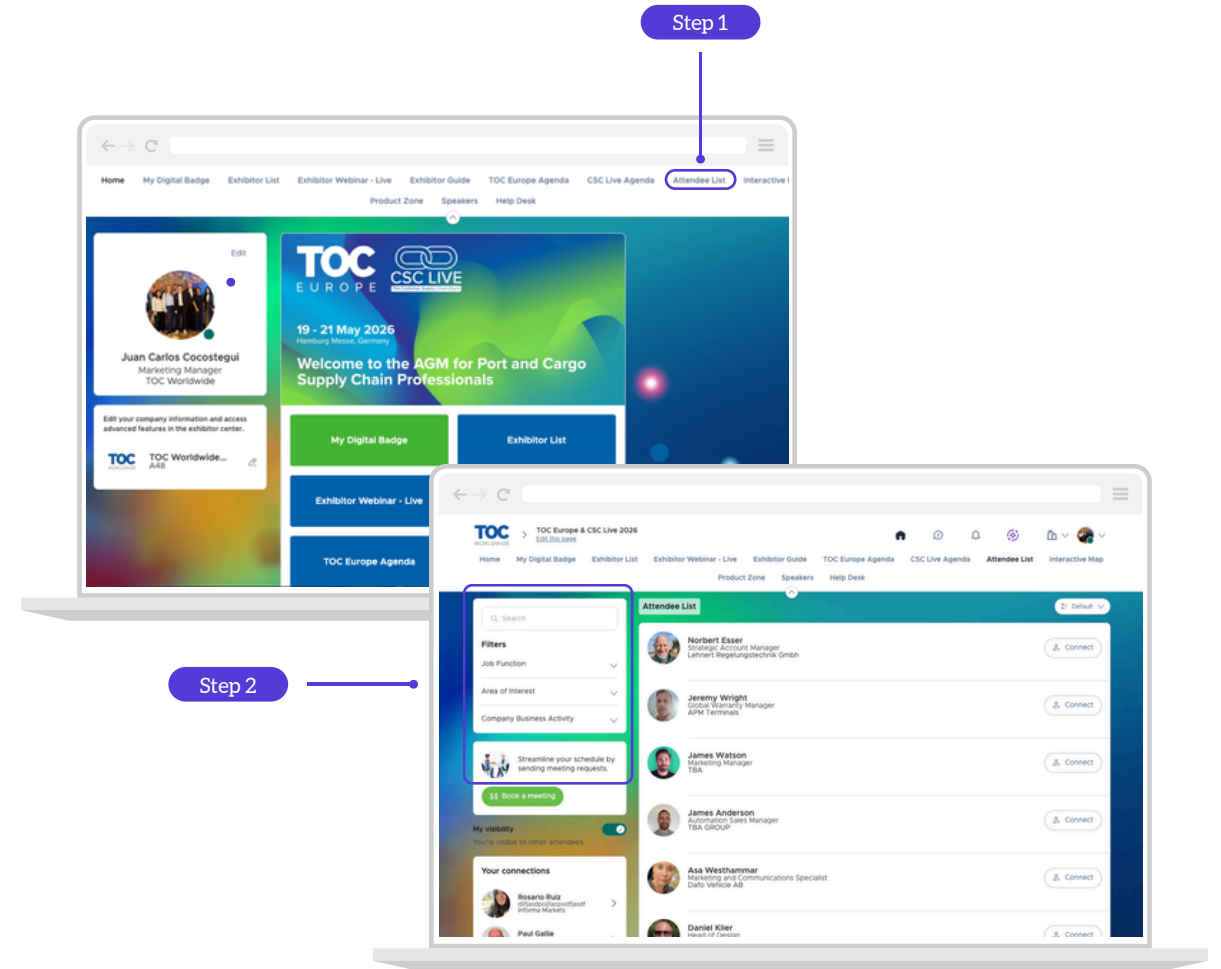 Step 1
Home My Digital Badge Exhibitor List Exhibitor Webinar - Live Exhibitor Guide TOC Europe Agenda CSC Live Agenda Attendee List Interactive
Product Zone Speakers Help Desk
Edit
Juan Carlos Cocostegui
Marketing Manager
TOC Worldwide
Edit your company information and access
advanced features in the exhibitor center.
TOC
WORLDWIDE
TOC Worldwide...
A48
TOC
EUROPE
CSC LIVE
The Container Supply Chain Event
19 - 21 May 2026
Hamburg Messe, Germany
Welcome to the AGM for Port and Cargo
Supply Chain Professionals
My Digital Badge
Exhibitor List
Exhibitor Webinar - Live
TOC Europe Agenda
Step 2
TOC
WORLDWIDE
TOC Europe & CSC Live 2026
Edit this page
Home My Digital Badge Exhibitor List Exhibitor Webinar - Live Exhibitor Guide TOC Europe Agenda CSC Live Agenda Attendee List Interactive Map
Product Zone Speakers Help Desk
Search
Filters
Job Function
Area of Interest
Company Business Activity
Streamline your schedule by
sending meeting requests.
Book a meeting
My visibility
You're visible to other attendees.
Your connections
Rosario Ruiz
Informa Markets
Paul Gallie
Attendee List
Default
Norbert Esser
Strategic Account Manager
Lehnert Regelungstechnik Gmbh
Connect
Jeremy Wright
Global Warranty Manager
APM Terminals
Connect
James Watson
Marketing Manager
TBA
Connect
James Anderson
Automation Sales Manager
TBA GROUP
Connect
Asa Westhammar
Marketing and Communications Specialist
Dafo Vehicle AB
Connect
Daniel Klier
Head of Design
Connect